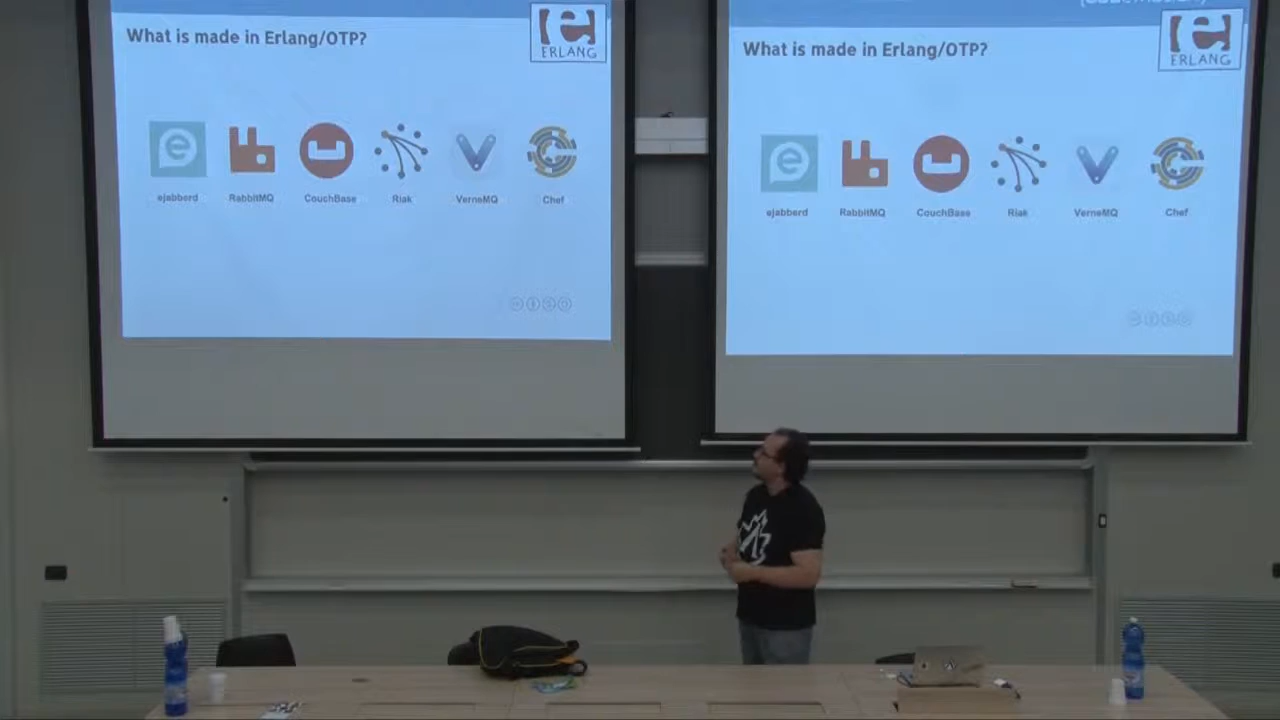 What is made in Erlang/OTP?
e
ERLANG
e
ejabberd
RabbitMQ
CouchBase
Riak
VerneMQ
Chef
What is made in Erlang/OTP?
e
ERLANG
e
ejabberd
RabbitMQ
CouchBase
Riak
VerneMQ
Chef